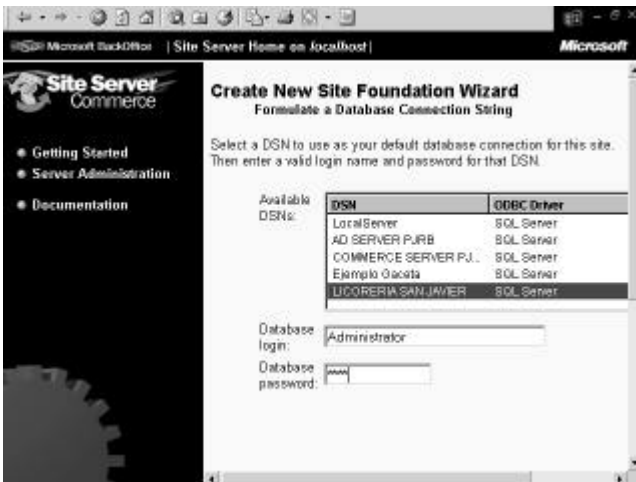 Microsoft BackOffice | Site Server Home on localhost | Microsoft
Site Server
Commerce
Getting Started
Server Administration
Documentation
Create New Site Foundation Wizard
Formulate a Database Connection String
Select a DSN to use as your default database connection for this site.
Then enter a valid login name and password for that DSN.
Available DSNs:
DSN ODBC Driver
LocalServer SQL Server
AD SERVER PJRB SQL Server
COMMERCE SERVER PJ... SQL Server
Ejemplo Gaceta SQL Server
LICORERIA SAN JAVIER SQL Server
Database login: Administrator
Database password: ****